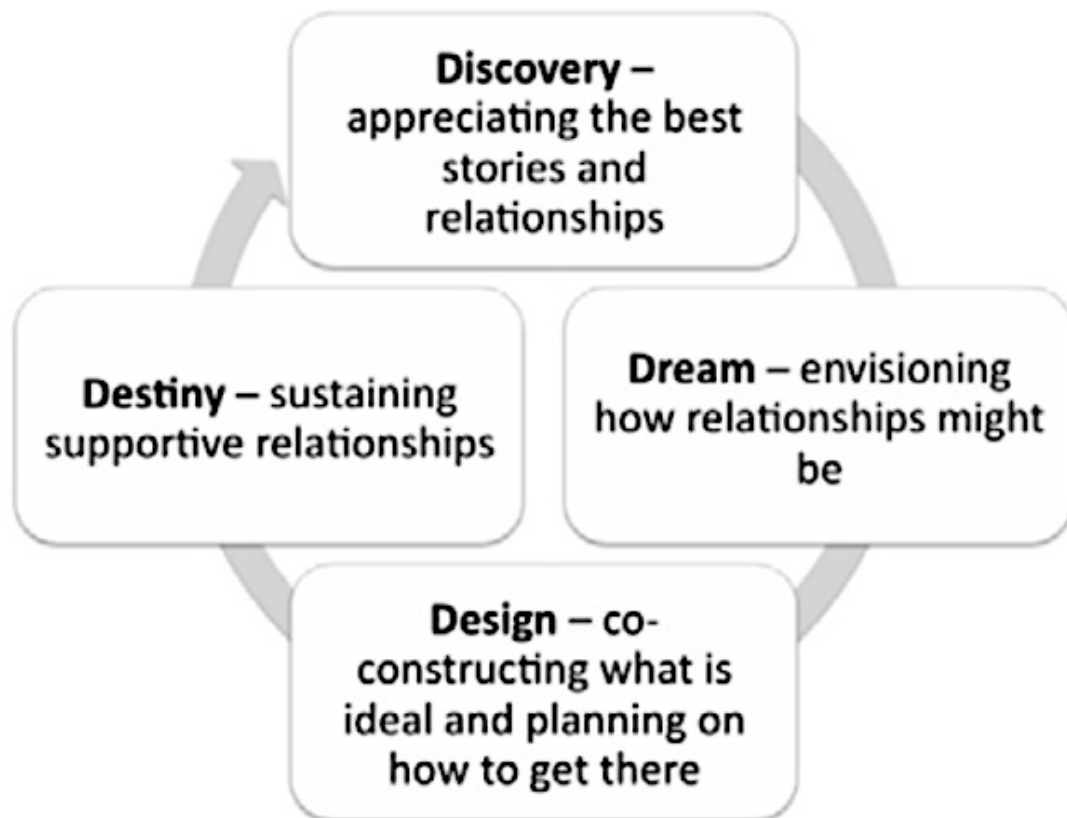 Discovery –
appreciating the best
stories and
relationships
Dream – envisioning
how relationships might
be
Design – co-
constructing what is
ideal and planning on
how to get there
Destiny – sustaining
supportive relationships